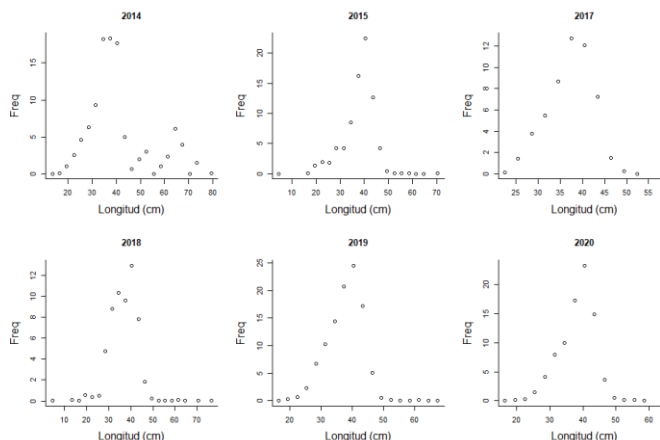 2014
2015
2017
Freq
0 5 10 15
20 30 40 50 60 70 80
Longitud (cm)
Freq
0 5 10 15 20
10 20 30 40 50 60 70
Longitud (cm)
Freq
0 2 4 6 8 10 12
25 30 35 40 45 50 55
Longitud (cm)
2018
2019
2020
Freq
0 2 4 6 8 10 12
10 20 30 40 50 60 70
Longitud (cm)
Freq
0 5 10 15 20 25
20 30 40 50 60
Longitud (cm)
Freq
0 5 10 15 20
20 30 40 50 60
Longitud (cm)